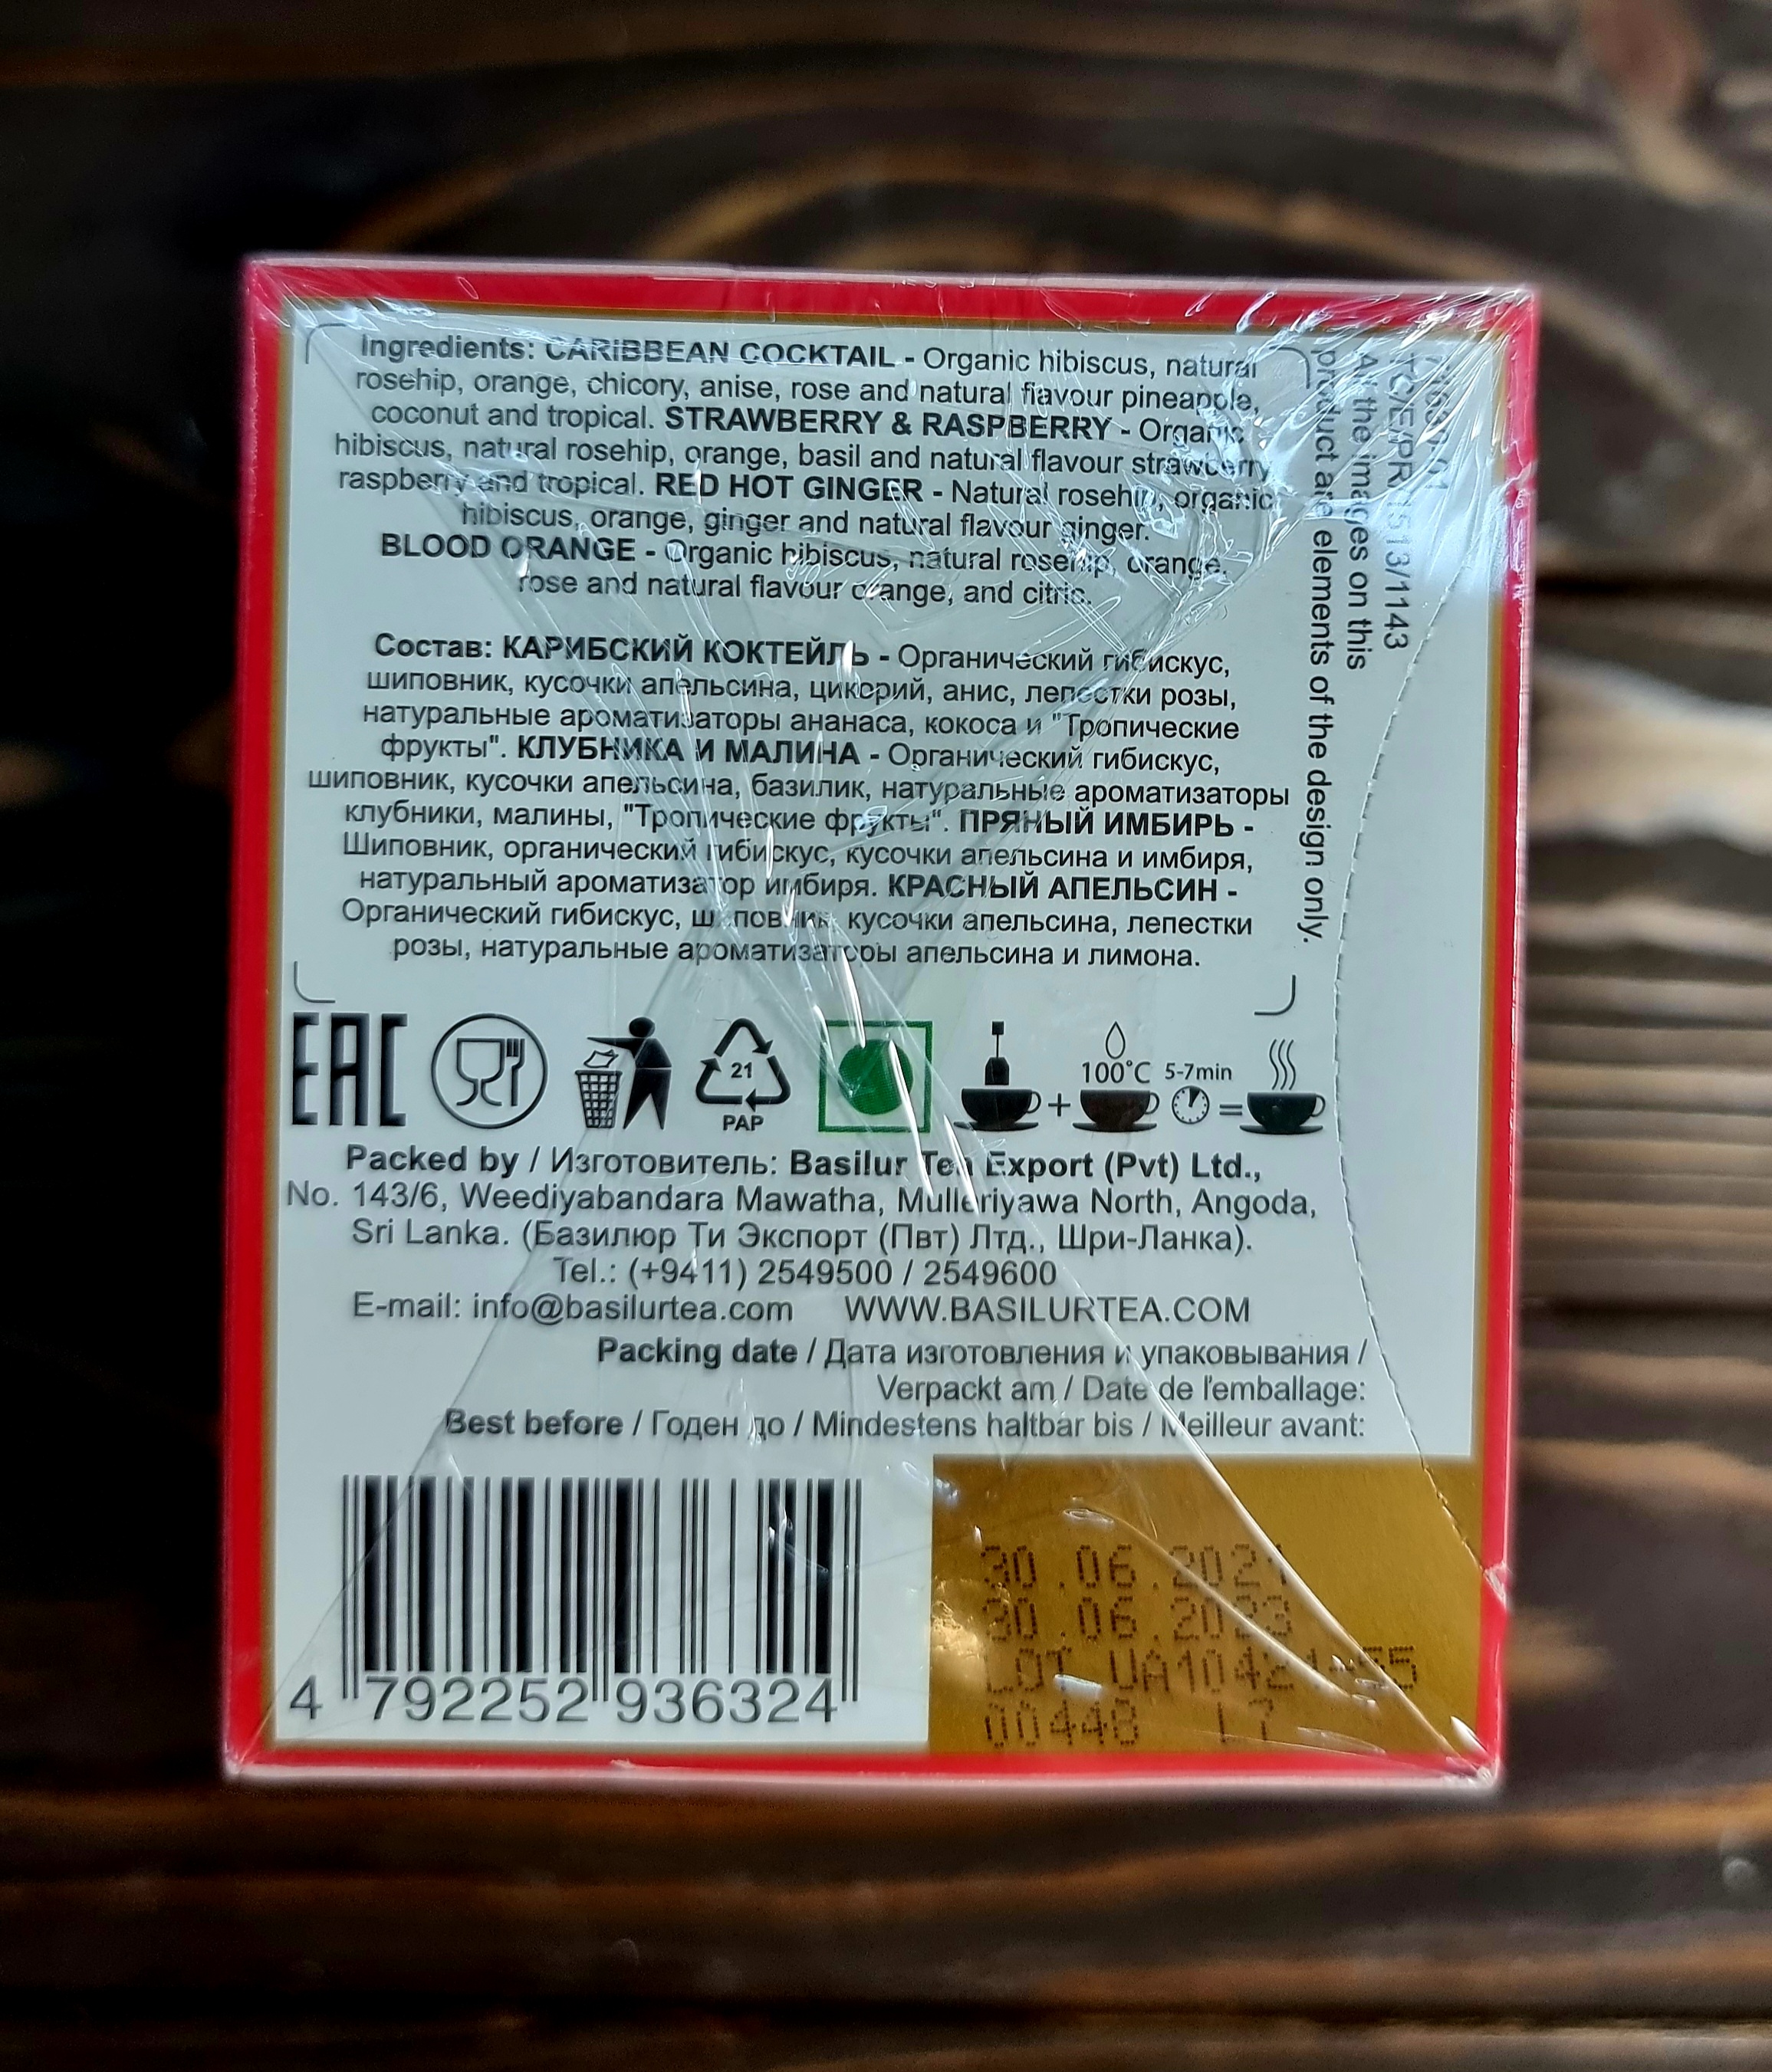 Ingredients: CARIBBEAN COCKTAIL - Organic hibiscus, natural
rosehip, orange, chicory, anise, rose and natural flavour pineapple,
coconut and tropical. STRAWBERRY & RASPBERRY - Organic
hibiscus, natural rosehip, orange, basil and natural flavour strawberry,
raspberry and tropical. RED HOT GINGER - Natural rosehip, organic
hibiscus, orange, ginger and natural flavour ginger.
BLOOD ORANGE - Organic hibiscus, natural rosehip, orange,
rose and natural flavour orange, and citric.
Состав: КАРИБСКИЙ КОКТЕЙЛЬ - Органический гибискус,
шиповник, кусочки апельсина, цикорий, анис, лепестки розы,
натуральные ароматизаторы ананаса, кокоса и "Тропические
фрукты". КЛУБНИКА И МАЛИНА - Органический гибискус,
шиповник, кусочки апельсина, базилик, натуральные ароматизаторы
клубники, малины, "Тропические фрукты". ПРЯНЫЙ ИМБИРЬ -
Шиповник, органический гибискус, кусочки апельсина и имбиря,
натуральный ароматизатор имбиря. КРАСНЫЙ АПЕЛЬСИН -
Органический гибискус, шиповник, кусочки апельсина, лепестки
розы, натуральные ароматизаторы апельсина и лимона.
TC/E/PR/1513/1143
All the images on this
product are elements of the design only.
EAC
21
PAP
100°C 5-7min
+ =
Packed by / Изготовитель: Basilur Tea Export (Pvt) Ltd.,
No. 143/6, Weediyabandara Mawatha, Mulleriyawa North, Angoda,
Sri Lanka. (Базилюр Ти Экспорт (Пвт) Лтд., Шри-Ланка).
Tel.: (+9411) 2549500 / 2549600
E-mail: info@basilurtea.com WWW.BASILURTEA.COM
Packing date / Дата изготовления и упаковывания /
Verpackt am / Date de l'emballage:
Best before / Годен до / Mindestens haltbar bis / Meilleur avant:
30.06.2021
30.06.2023
LOT UA10421-55
00448 L7
4 792252 936324